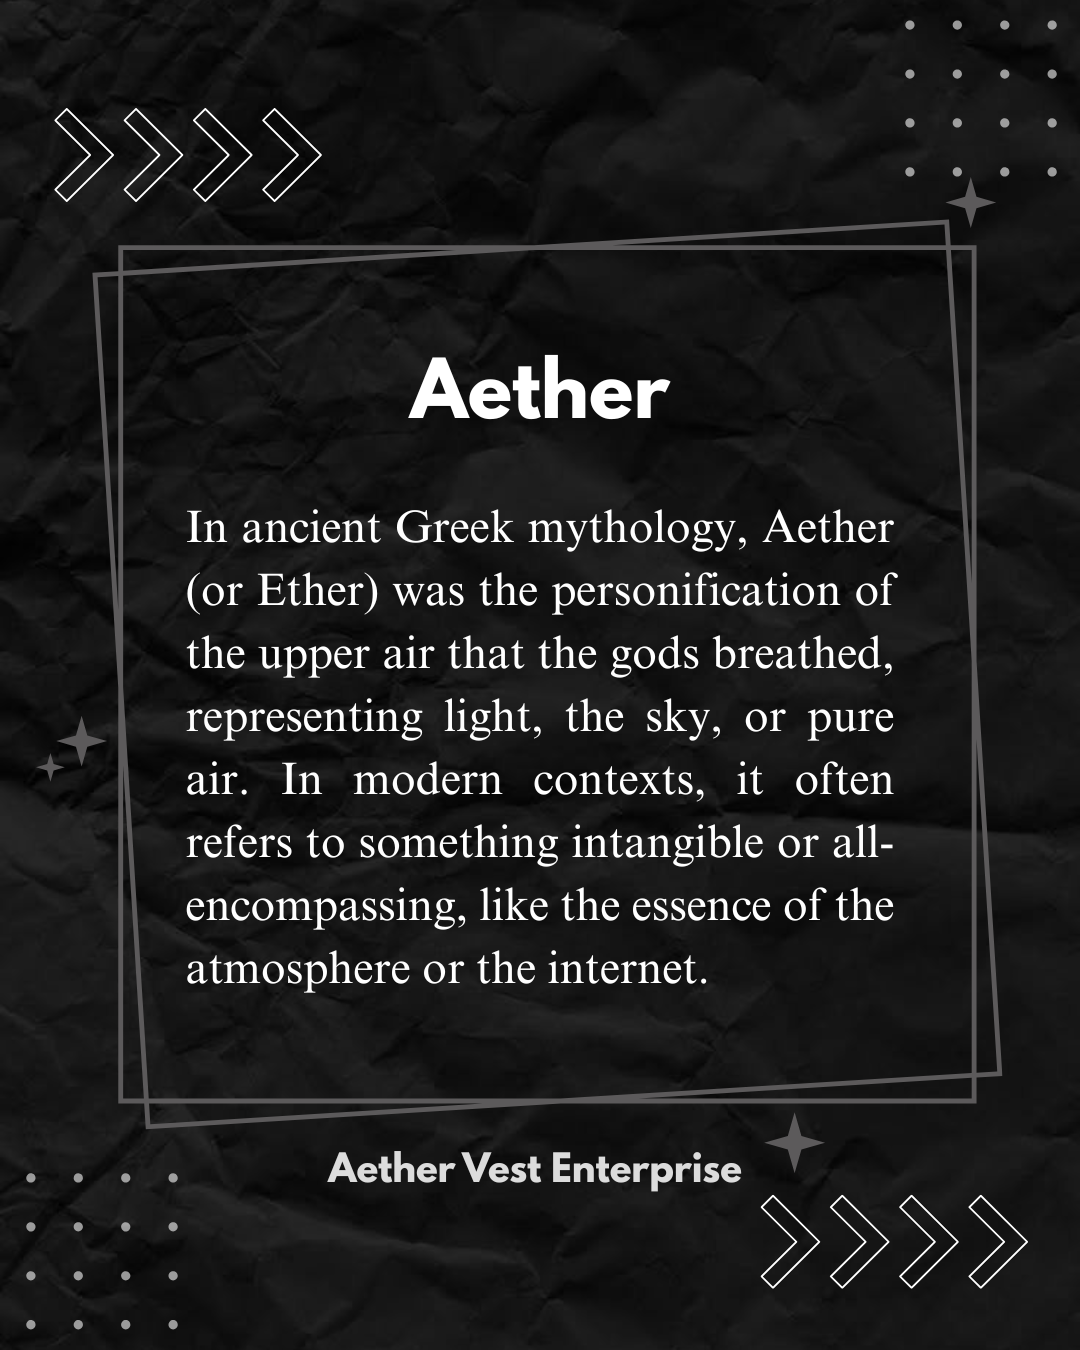 Aether
In ancient Greek mythology, Aether
(or Ether) was the personification of
the upper air that the gods breathed,
representing light, the sky, or pure
air. In modern contexts, it often
refers to something intangible or all-
encompassing, like the essence of the
atmosphere or the internet.
Aether Vest Enterprise